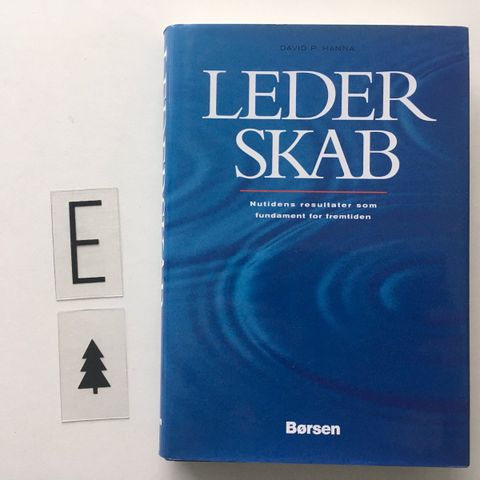 DAVID P. HANNA
LEDER
SKAB
Nutidens resultater som
fundament for fremtiden
Børsen
E